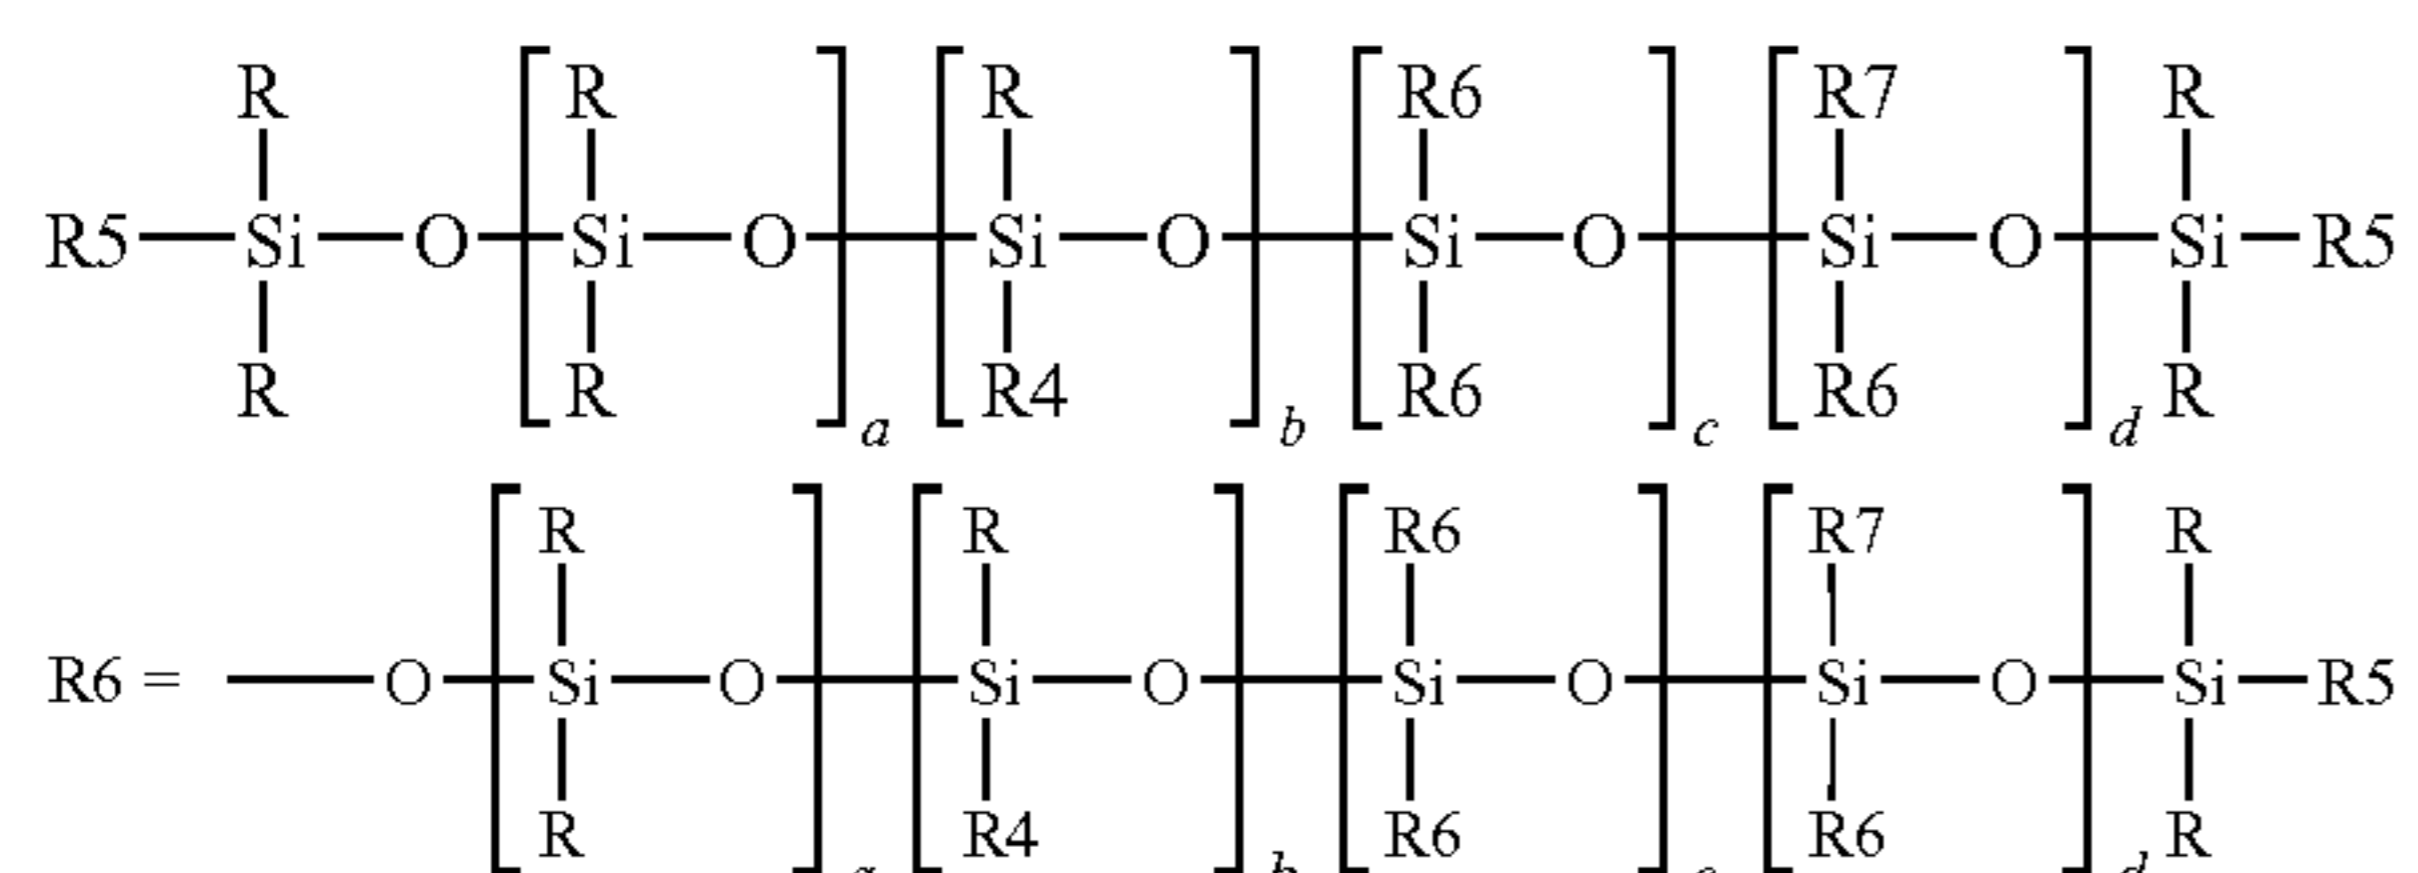 R R R R6 R7 R
R5 Si O Si O Si O Si O Si O Si R5
R R R4 R6 R6 R
a b c d
R R R6 R7 R
R6 = O Si O Si O Si O Si O Si R5
R R4 R6 R6 R
a b c d